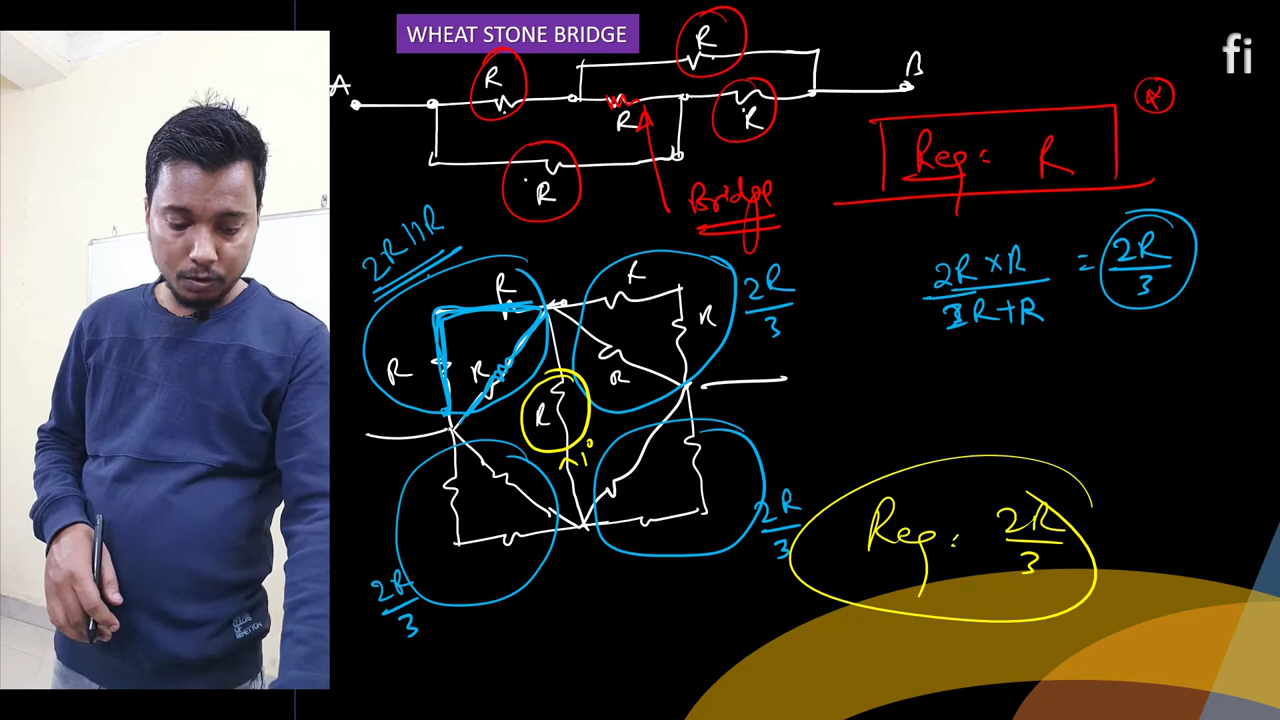 WHEAT STONE BRIDGE
fi
A
R
R
B
R
R
R
Bridge
Req: R
2R||R
R
R
R
R
R
R
R
i
2R/3
2R × R / 2R + R = 2R/3
2R/3
2R/3
Req: 2R/3